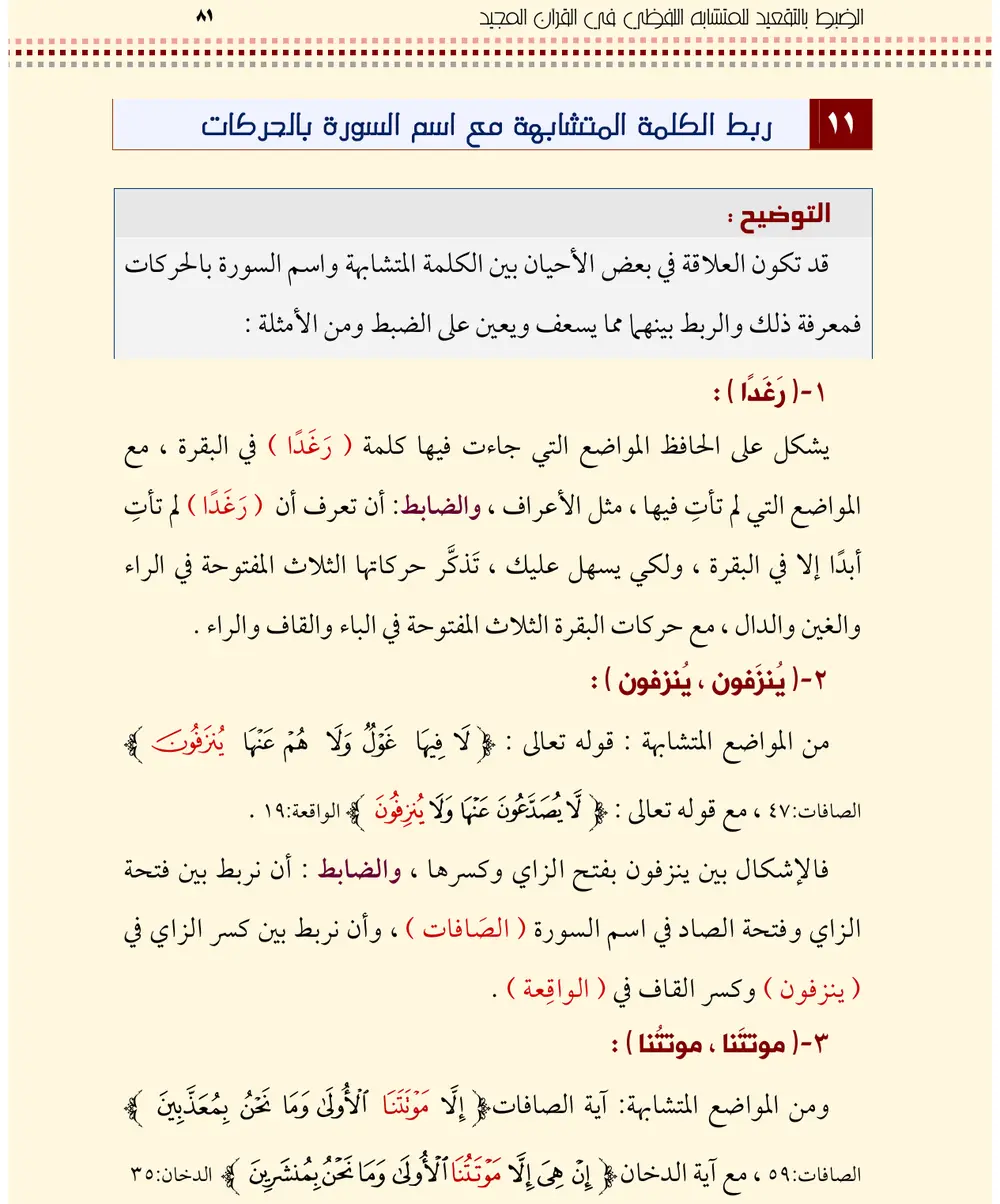 الضبط بالتقعيد للمتشابه اللفظي في القرآن المجيد ٨١
١١ ربط الكلمة المتشابهة مع اسم السورة بالحركات
التوضيح :
قد تكون العلاقة في بعض الأحيان بين الكلمة المتشابهة واسم السورة بالحركات
فمعرفة ذلك والربط بينهما مما يسعف ويعين على الضبط ومن الأمثلة :
١-( رَغَدًا ) :
يشكل على الحافظ المواضع التي جاءت فيها كلمة ( رَغَدًا ) في البقرة ، مع
المواضع التي لم تأتِ فيها ، مثل الأعراف ، والضابط: أن تعرف أن ( رَغَدًا ) لم تأتِ
أبدًا إلا في البقرة ، ولكي يسهل عليك ، تَذكَّر حركاتها الثلاث المفتوحة في الراء
والغين والدال ، مع حركات البقرة الثلاث المفتوحة في الباء والقاف والراء .
٢-( يُنزَفون ، يُنزفون ) :
من المواضع المتشابهة : قوله تعالى : ﴿ لَا فِيهَا غَوۡلٞ وَلَا هُمۡ عَنۡهَا يُنزَفُونَ ﴾
الصافات:٤٧ ، مع قوله تعالى : ﴿ لَّا يُصَدَّعُونَ عَنۡهَا وَلَا يُنزِفُونَ ﴾ الواقعة:١٩ .
فالإشكال بين ينزفون بفتح الزاي وكسرها ، والضابط : أن نربط بين فتحة
الزاي وفتحة الصاد في اسم السورة ( الصَافات ) ، وأن نربط بين كسر الزاي في
( ينزفون ) وكسر القاف في ( الواقِعة ) .
٣-( موتتَنا ، موتتُنا ) :
ومن المواضع المتشابهة: آية الصافات﴿ إِلَّا مَوۡتَتَنَا ٱلۡأُولَىٰ وَمَا نَحۡنُ بِمُعَذَّبِينَ ﴾
الصافات:٥٩ ، مع آية الدخان﴿ إِنۡ هِيَ إِلَّا مَوۡتَتُنَا ٱلۡأُولَىٰ وَمَا نَحۡنُ بِمُنشَرِينَ ﴾ الدخان:٣٥